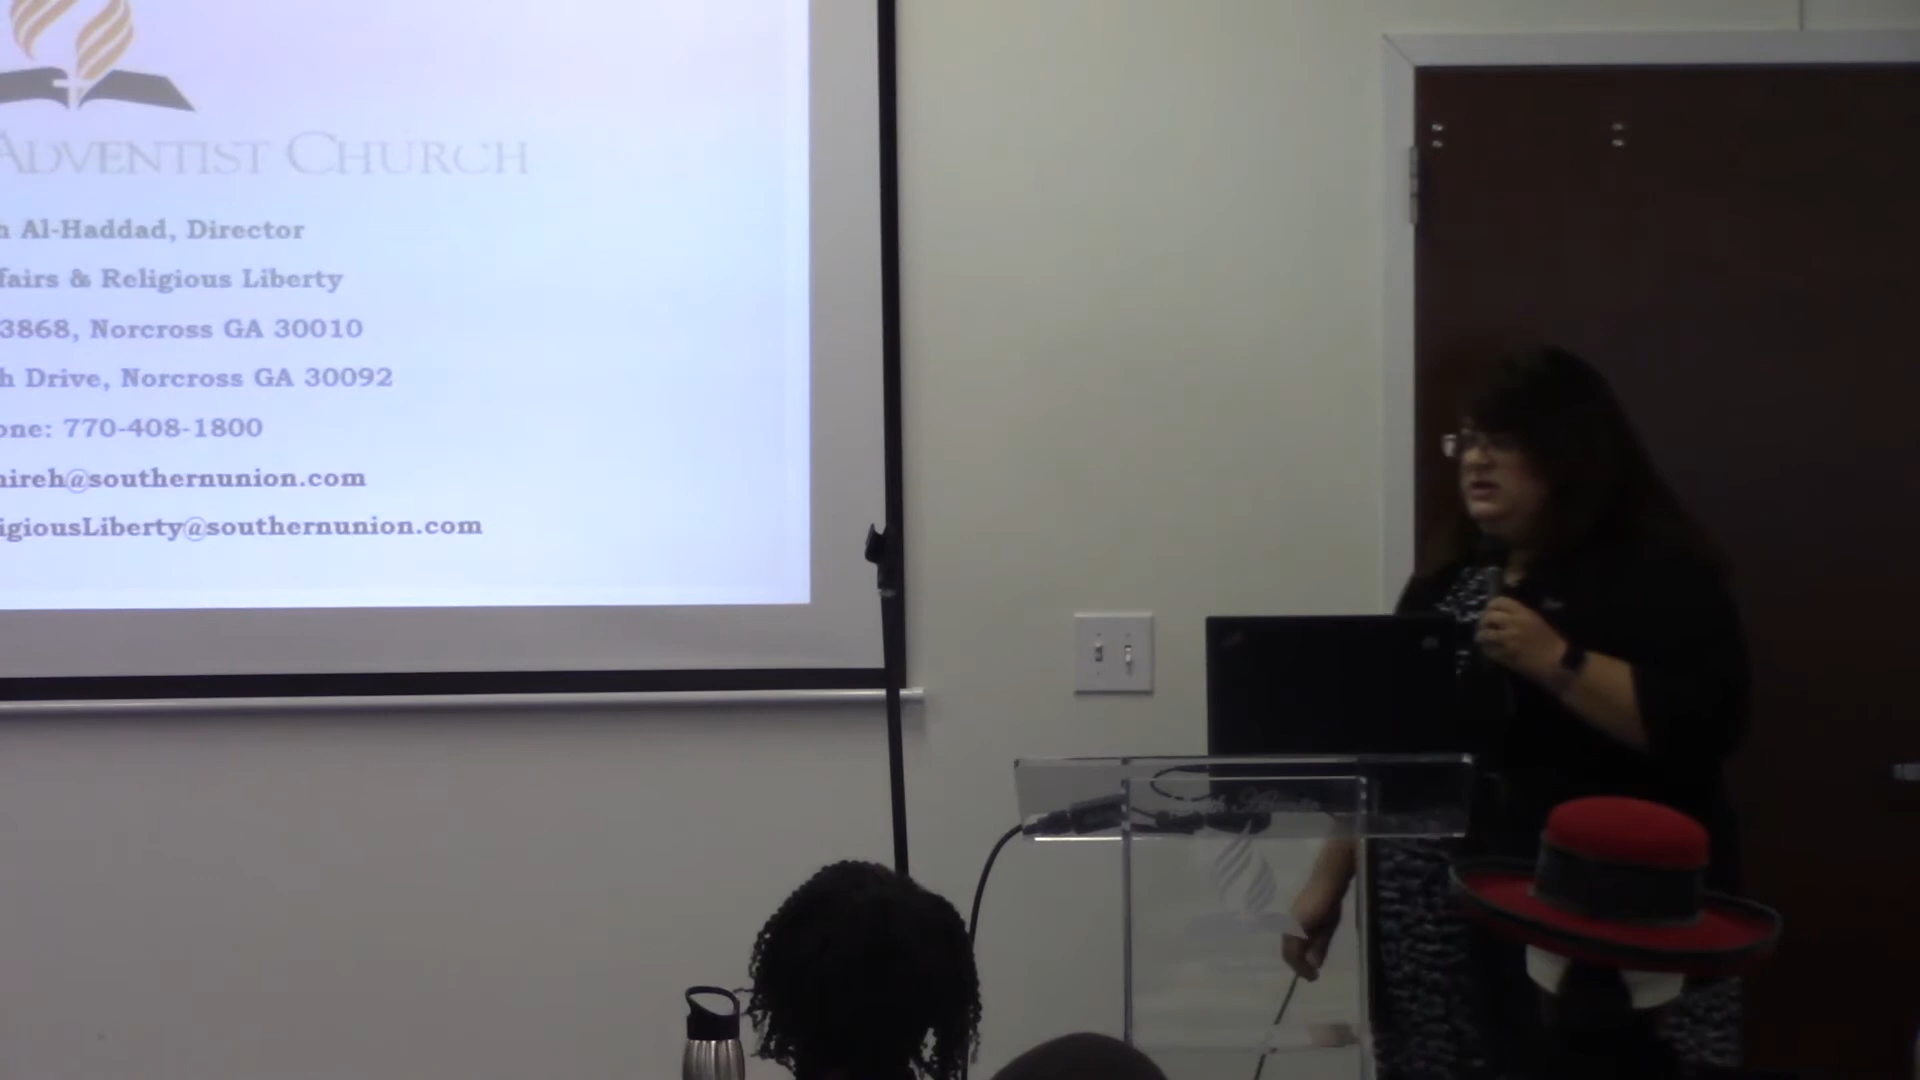 ADVENTIST CHURCH
h Al-Haddad, Director
fairs & Religious Liberty
3868, Norcross GA 30010
h Drive, Norcross GA 30092
one: 770-408-1800
ireh@southernunion.com
igiousLiberty@southernunion.com